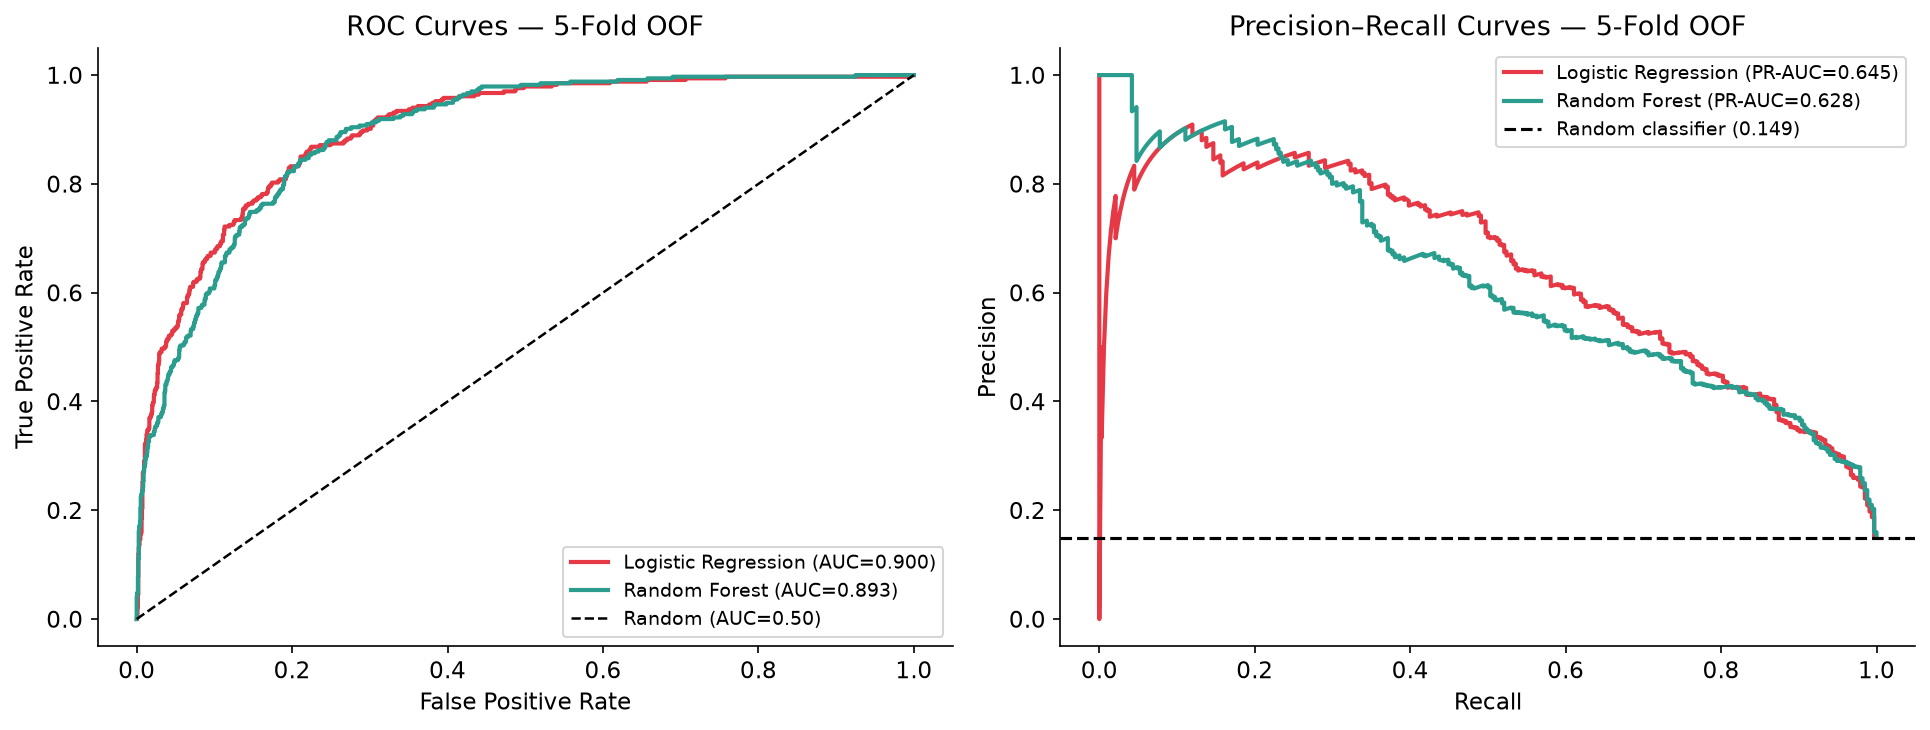 ROC Curves — 5-Fold OOF
True Positive Rate
1.0
0.8
0.6
0.4
0.2
0.0
Logistic Regression (AUC=0.900)
Random Forest (AUC=0.893)
Random (AUC=0.50)
0.0 0.2 0.4 0.6 0.8 1.0
False Positive Rate
Precision–Recall Curves — 5-Fold OOF
Precision
1.0
0.8
0.6
0.4
0.2
0.0
Logistic Regression (PR-AUC=0.645)
Random Forest (PR-AUC=0.628)
Random classifier (0.149)
0.0 0.2 0.4 0.6 0.8 1.0
Recall